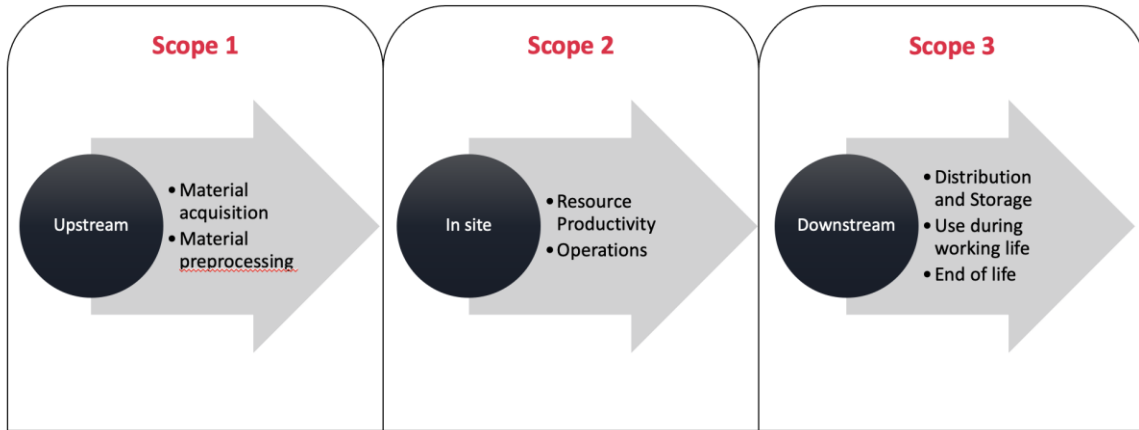 Scope 1
Upstream
• Material
acquisition
• Material
preprocessing
Scope 2
In site
• Resource
Productivity
• Operations
Scope 3
Downstream
• Distribution
and Storage
• Use during
working life
• End of life